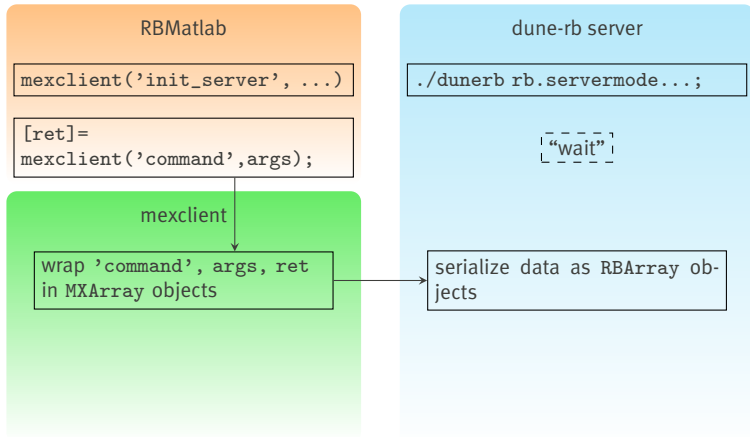 RBMatlab
mexclient('init_server', ...)
[ret]=
mexclient('command',args);
mexclient
wrap 'command', args, ret
in MXArray objects
dune-rb server
./dunerb rb.servermode...;
“wait”
serialize data as RBArray ob-
jects